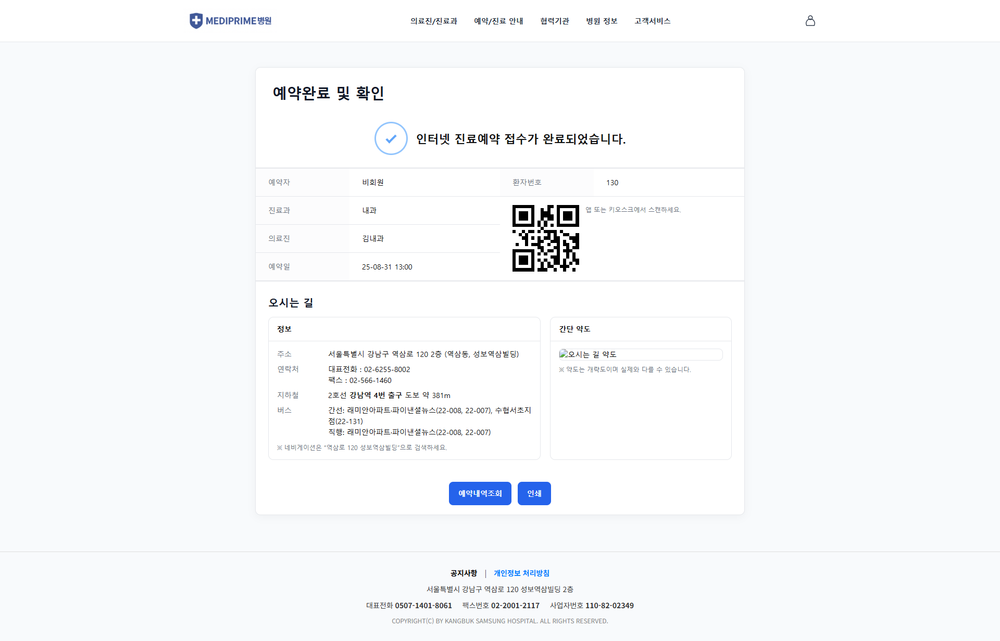 MEDIPRIME병원
의료진/진료과 예약/진료 안내 협력기관 병원 정보 고객서비스
예약완료 및 확인
인터넷 진료예약 접수가 완료되었습니다.
예약자 비회원 환자번호 130
진료과 내과
앱 또는 키오스크에서 스캔하세요.
의료진 김내과
예약일 25-08-31 13:00
오시는 길
정보
주소 서울특별시 강남구 역삼로 120 2층 (역삼동, 성보역삼빌딩)
연락처 대표전화 : 02-6255-8002
팩스 : 02-566-1460
지하철 2호선 강남역 4번 출구 도보 약 381m
버스 간선: 래미안아파트·파이낸셜뉴스(22-008, 22-007), 수협서초지
점(22-131)
직행: 래미안아파트·파이낸셜뉴스(22-008, 22-007)
※ 네비게이션은 “역삼로 120 성보역삼빌딩”으로 검색하세요.
간단 약도
오시는 길 약도
※ 약도는 개략도이며 실제와 다를 수 있습니다.
예약내역조회 인쇄
공지사항 | 개인정보 처리방침
서울특별시 강남구 역삼로 120 성보역삼빌딩 2층
대표전화 0507-1401-8061 팩스번호 02-2001-2117 사업자번호 110-82-02349
COPYRIGHT(C) BY KANGBUK SAMSUNG HOSPITAL. ALL RIGHTS RESERVED.